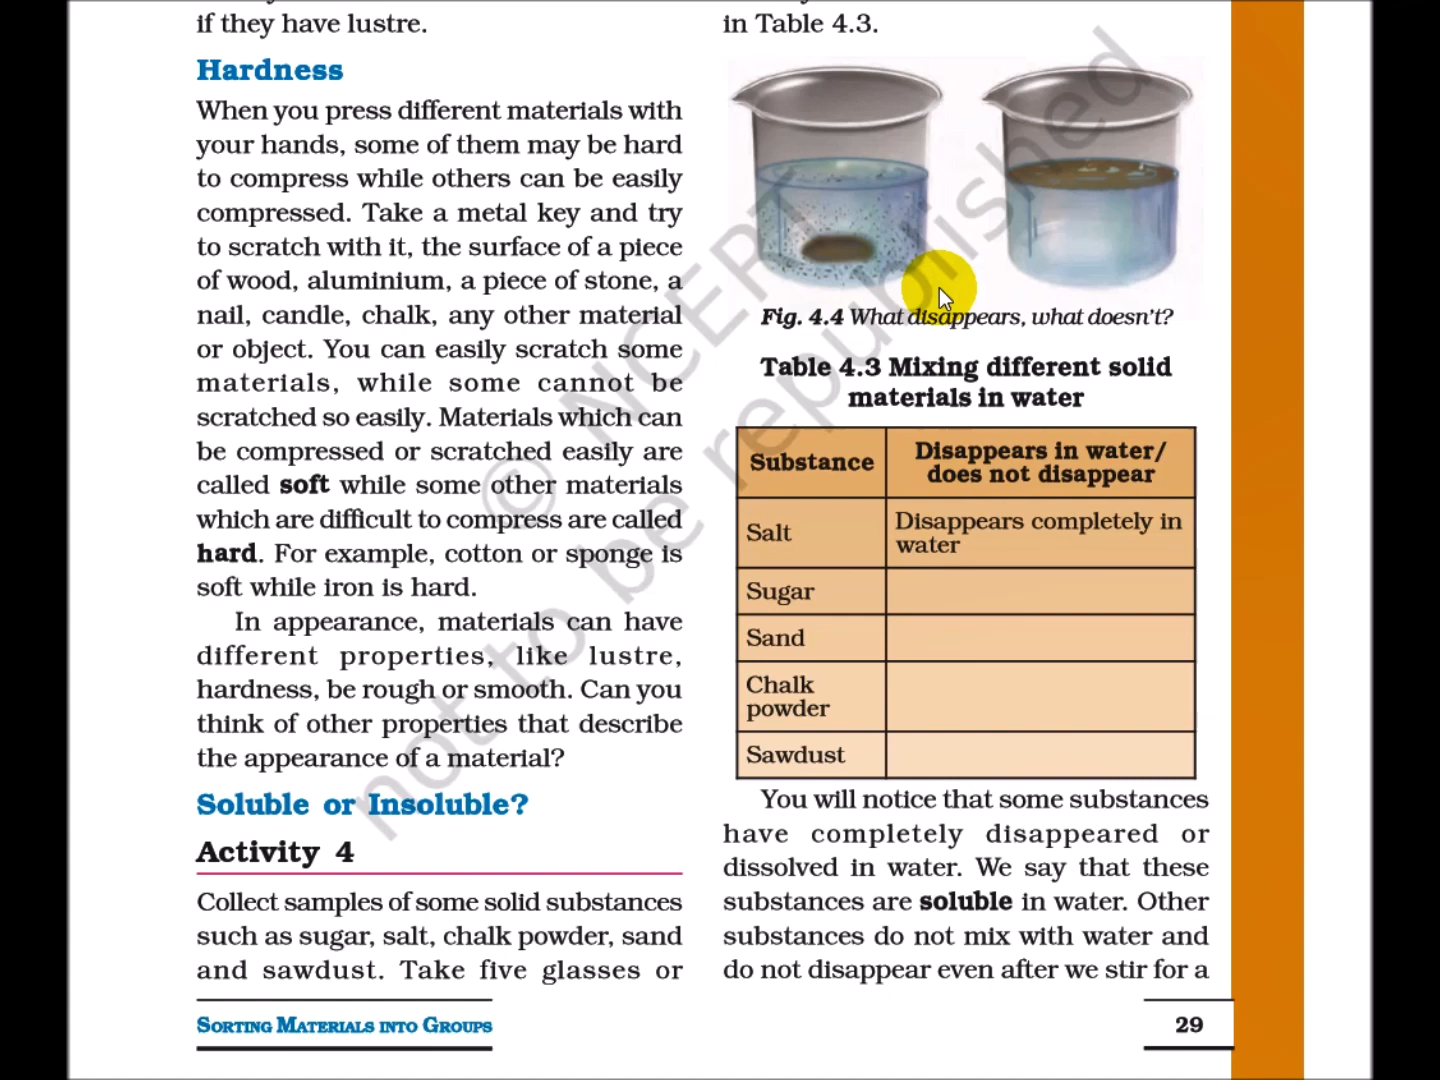 if they have lustre.
Hardness
When you press different materials with
your hands, some of them may be hard
to compress while others can be easily
compressed. Take a metal key and try
to scratch with it, the surface of a piece
of wood, aluminium, a piece of stone, a
nail, candle, chalk, any other material
or object. You can easily scratch some
materials, while some cannot be
scratched so easily. Materials which can
be compressed or scratched easily are
called soft while some other materials
which are difficult to compress are called
hard. For example, cotton or sponge is
soft while iron is hard.
In appearance, materials can have
different properties, like lustre,
hardness, be rough or smooth. Can you
think of other properties that describe
the appearance of a material?
Soluble or Insoluble?
Activity 4
Collect samples of some solid substances
such as sugar, salt, chalk powder, sand
and sawdust. Take five glasses or
in Table 4.3.
Fig. 4.4 What disappears, what doesn't?
Table 4.3 Mixing different solid
materials in water
Substance
Disappears in water/
does not disappear
Salt
Disappears completely in
water
Sugar
Sand
Chalk
powder
Sawdust
You will notice that some substances
have completely disappeared or
dissolved in water. We say that these
substances are soluble in water. Other
substances do not mix with water and
do not disappear even after we stir for a
SORTING MATERIALS INTO GROUPS
29
© NCERT
not to be republished